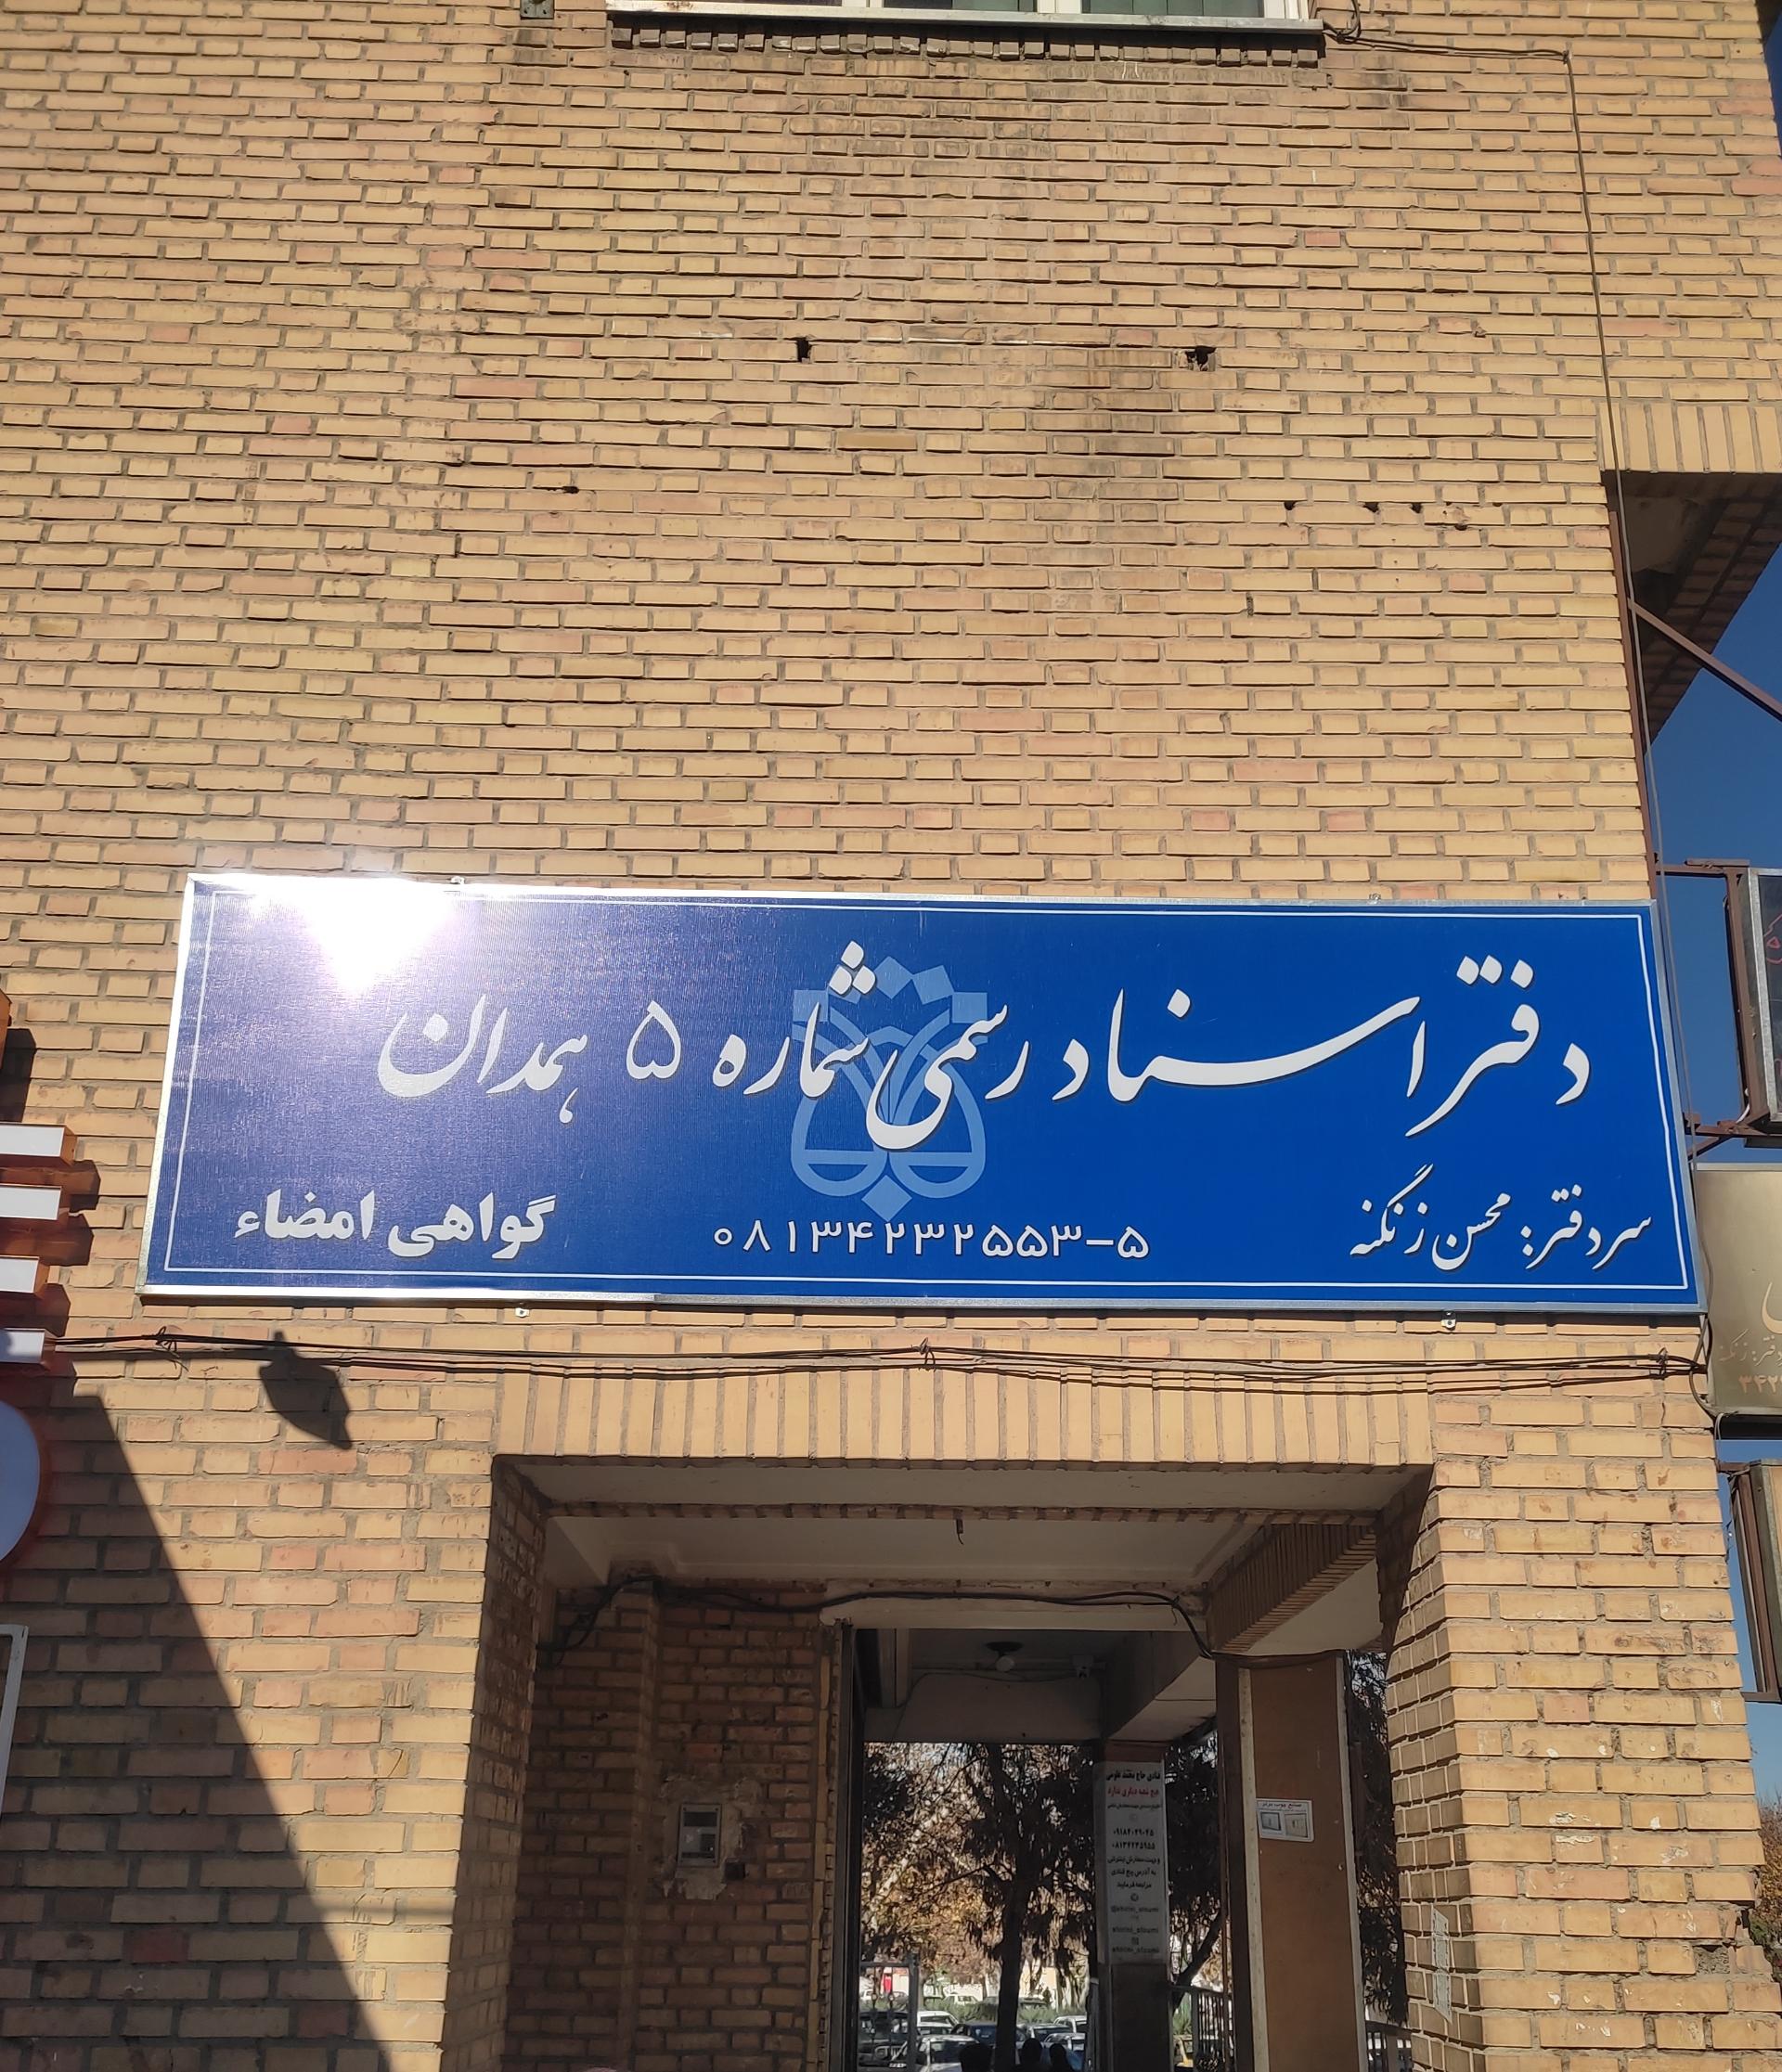 دفتر اسناد رسمی شماره ۵ همدان
سردفتر: محسن زنگنه
۰۸۱۳۴۲۳۲۵۵۳-۵
گواهی امضاء